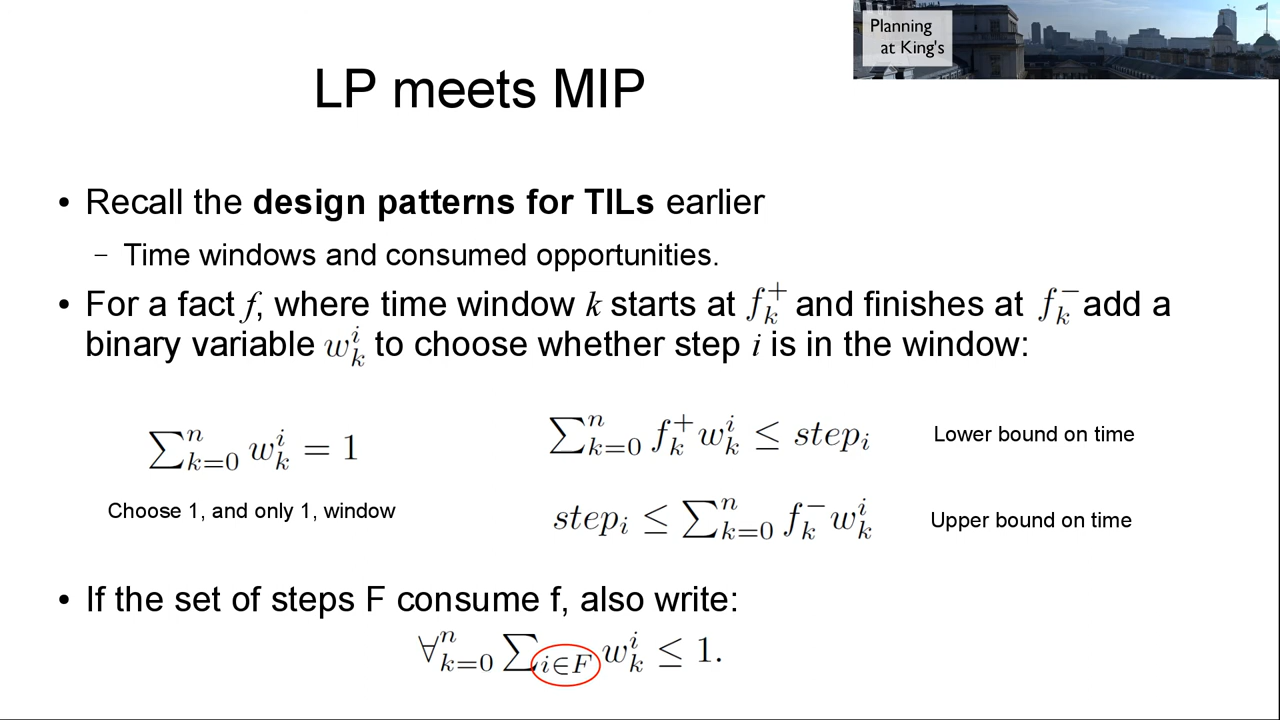 Planning
at King's
LP meets MIP
• Recall the design patterns for TILs earlier
– Time windows and consumed opportunities.
• For a fact f, where time window k starts at f_k^+ and finishes at f_k^- add a
binary variable w_k^i to choose whether step i is in the window:
∑_{k=0}^n w_k^i = 1
Choose 1, and only 1, window
∑_{k=0}^n f_k^+ w_k^i ≤ step_i
Lower bound on time
step_i ≤ ∑_{k=0}^n f_k^- w_k^i
Upper bound on time
• If the set of steps F consume f, also write:
∀_{k=0}^n ∑_{i∈F} w_k^i ≤ 1.